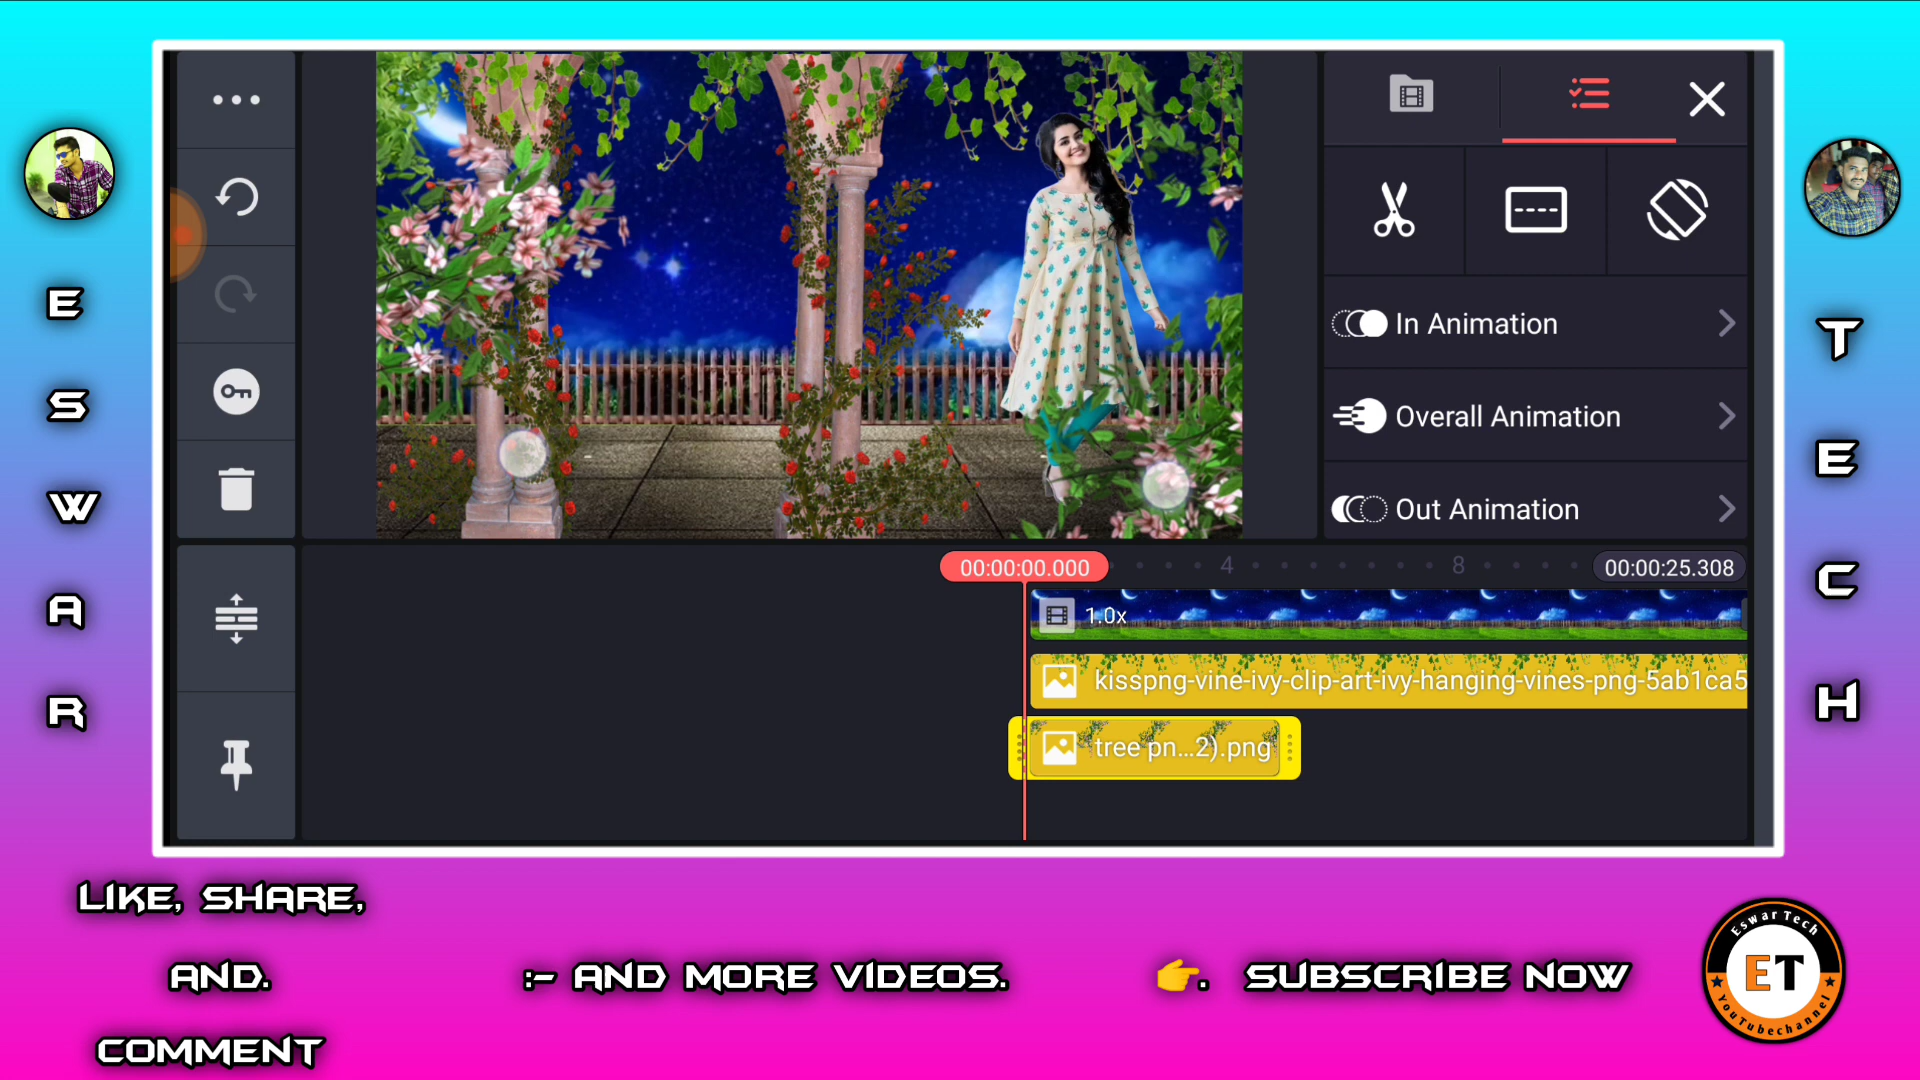 In Animation
Overall Animation
Out Animation
00:00:00.000
4
8
00:00:25.308
1.0x
kisspng-vine-ivy-clip-art-ivy-hanging-vines-png-5ab1ca5
tree pn...2).png
E
S
W
A
R
T
E
C
H
LIKE, SHARE,
AND.
COMMENT
:- AND MORE VIDEOS.
👉. SUBSCRIBE NOW
Eswar Tech
ET
YouTubechannel